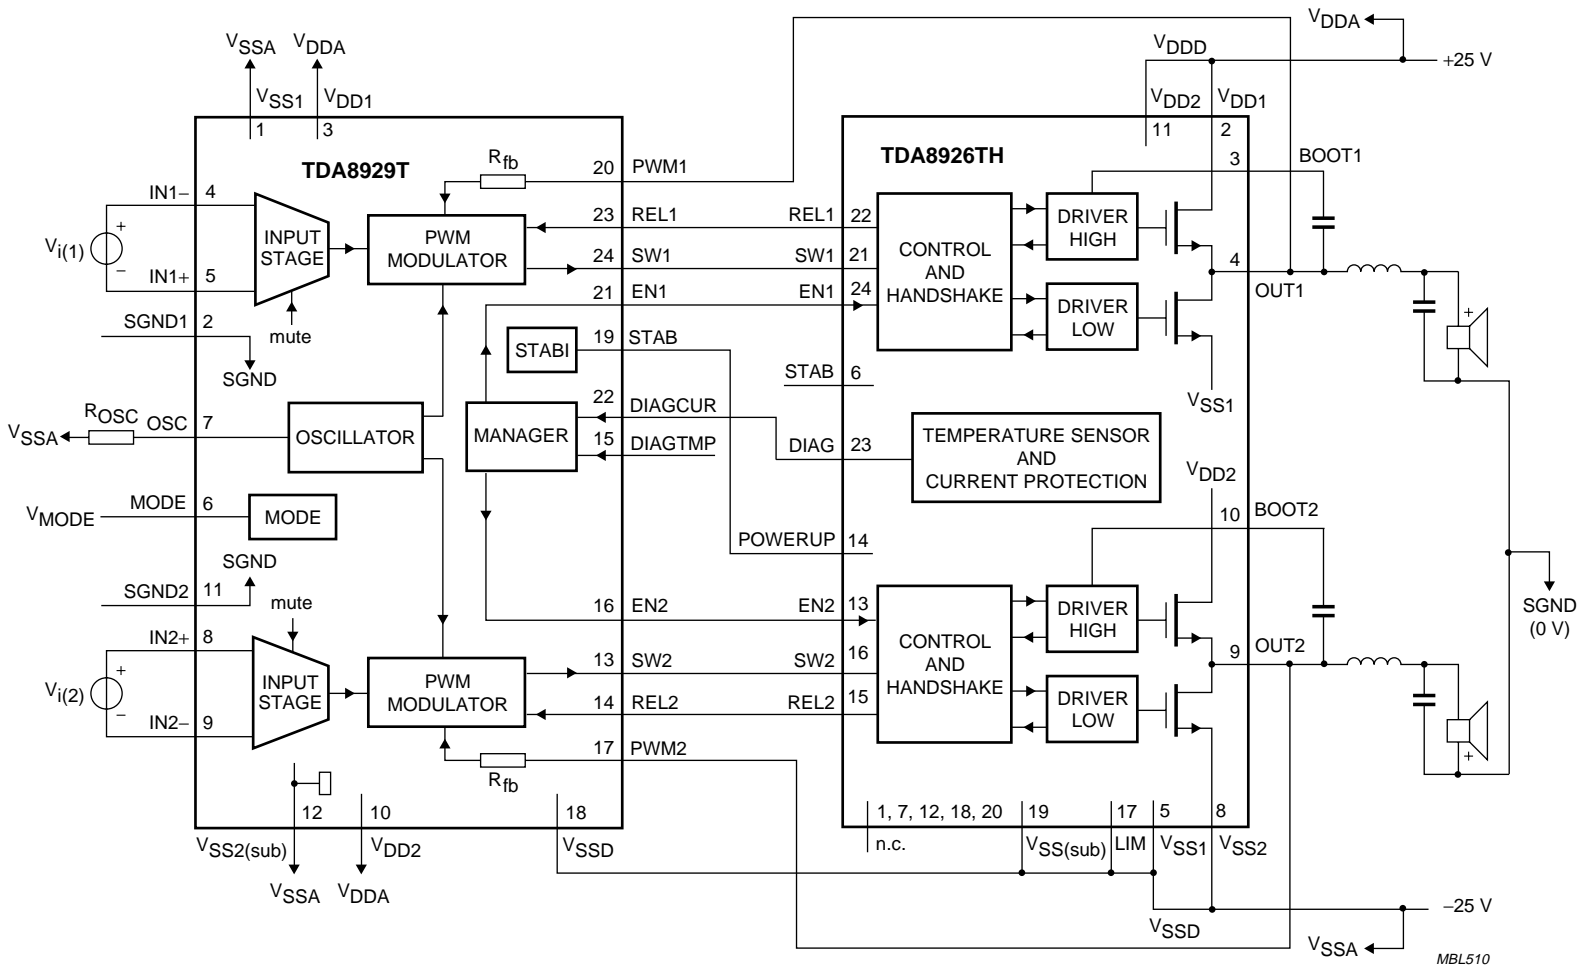 VDDA
+25 V
VSSA VDDA
VDDD
VSS1 VDD1
VDD2 VDD1
1 3
11 2
TDA8929T
TDA8926TH
Rfb
20 PWM1
3 BOOT1
IN1− 4
23 REL1
REL1 22
DRIVER
HIGH
INPUT
STAGE
PWM
MODULATOR
CONTROL
AND
HANDSHAKE
+
Vi(1)
−
24 SW1
SW1 21
4
OUT1
IN1+ 5
21 EN1
EN1 24
DRIVER
LOW
mute
SGND1 2
SGND
STABI
19 STAB
STAB 6
VSS1
+
ROSC
OSC 7
VSSA
OSCILLATOR
MANAGER
22 DIAGCUR
15 DIAGTMP
DIAG 23
TEMPERATURE SENSOR
AND
CURRENT PROTECTION
VDD2
VMODE
MODE 6
MODE
POWERUP 14
10 BOOT2
SGND
SGND2 11
mute
16 EN2
EN2 13
DRIVER
HIGH
SGND
(0 V)
IN2+ 8
INPUT
STAGE
PWM
MODULATOR
CONTROL
AND
HANDSHAKE
+
Vi(2)
−
13 SW2
SW2 16
9 OUT2
IN2− 9
14 REL2
REL2 15
DRIVER
LOW
17 PWM2
Rfb
+
12 10 18
1, 7, 12, 18, 20 19 17 5 8
VSS2(sub) VDD2 VSSD
n.c. VSS(sub) LIM VSS1 VSS2
VSSA VDDA
VSSD
−25 V
VSSA
MBL510